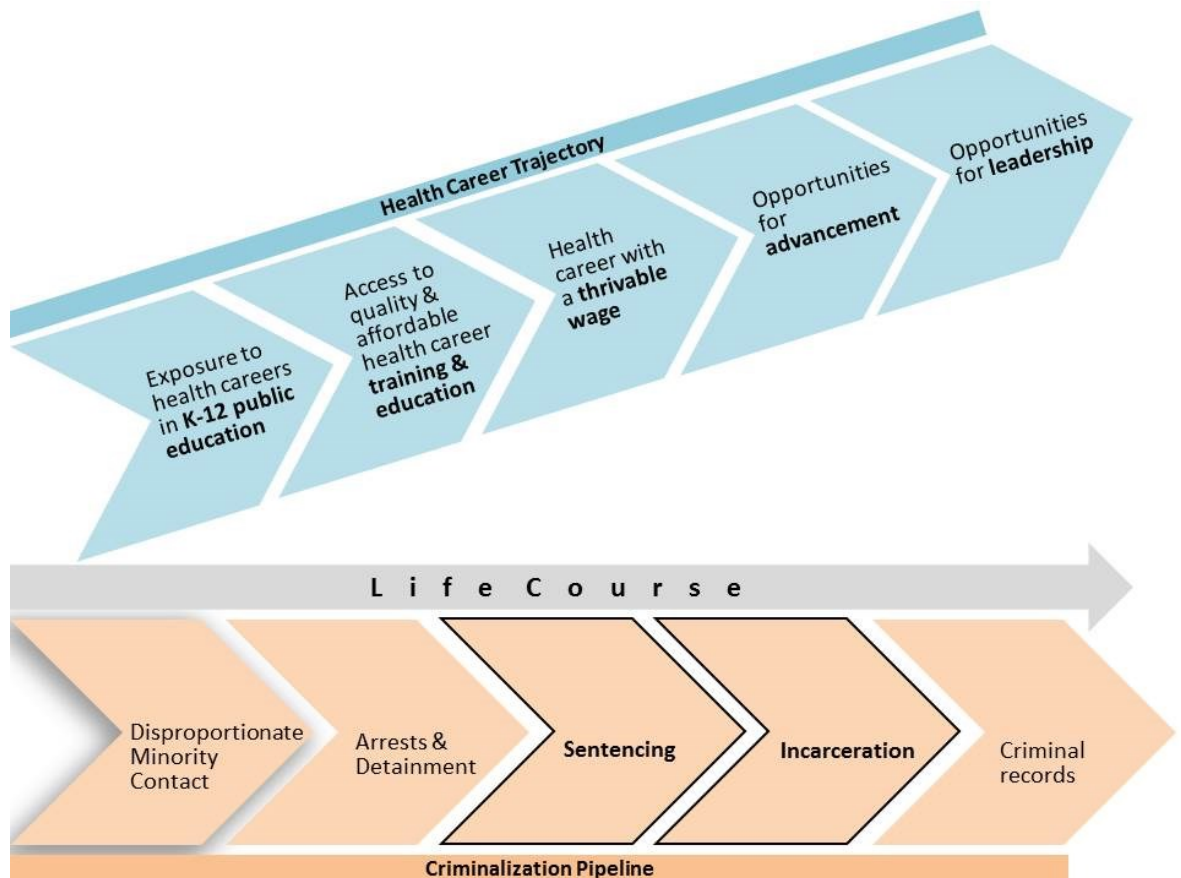 Health Career Trajectory
Exposure to
health careers
in K-12 public
education
Access to
quality &
affordable
health career
training &
education
Health
career with
a thrivable
wage
Opportunities
for
advancement
Opportunities
for leadership
Life Course
Disproportionate
Minority
Contact
Arrests &
Detainment
Sentencing
Incarceration
Criminal
records
Criminalization Pipeline